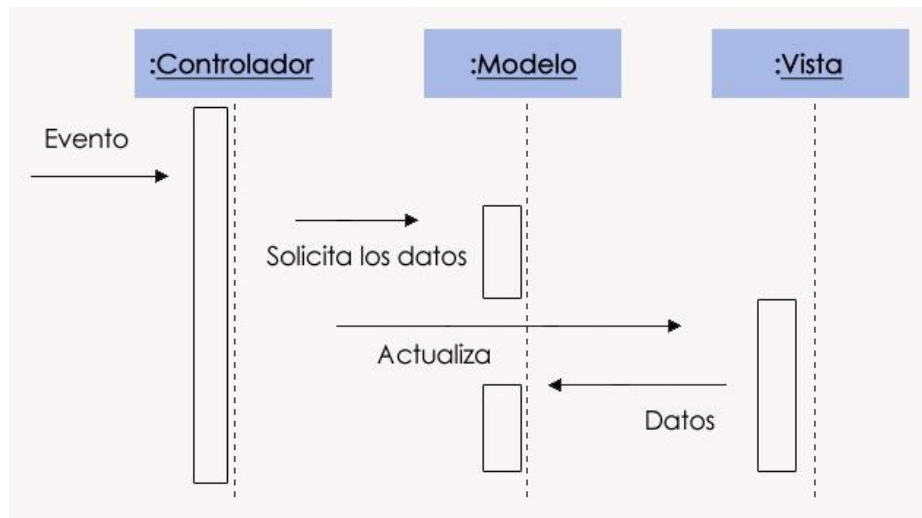 :Controlador
:Modelo
:Vista
Evento
Solicita los datos
Actualiza
Datos